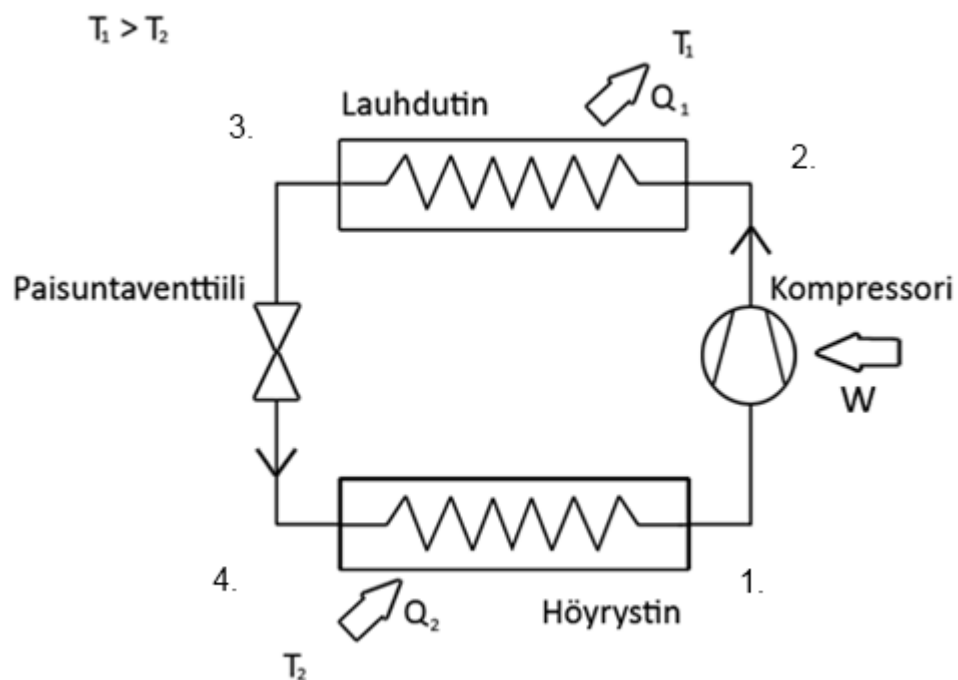 T₁ > T₂
T₁
Lauhdutin
Q₁
3.
2.
Paisuntaventtiili
Kompressori
W
4.
Q₂
Höyrystin
1.
T₂